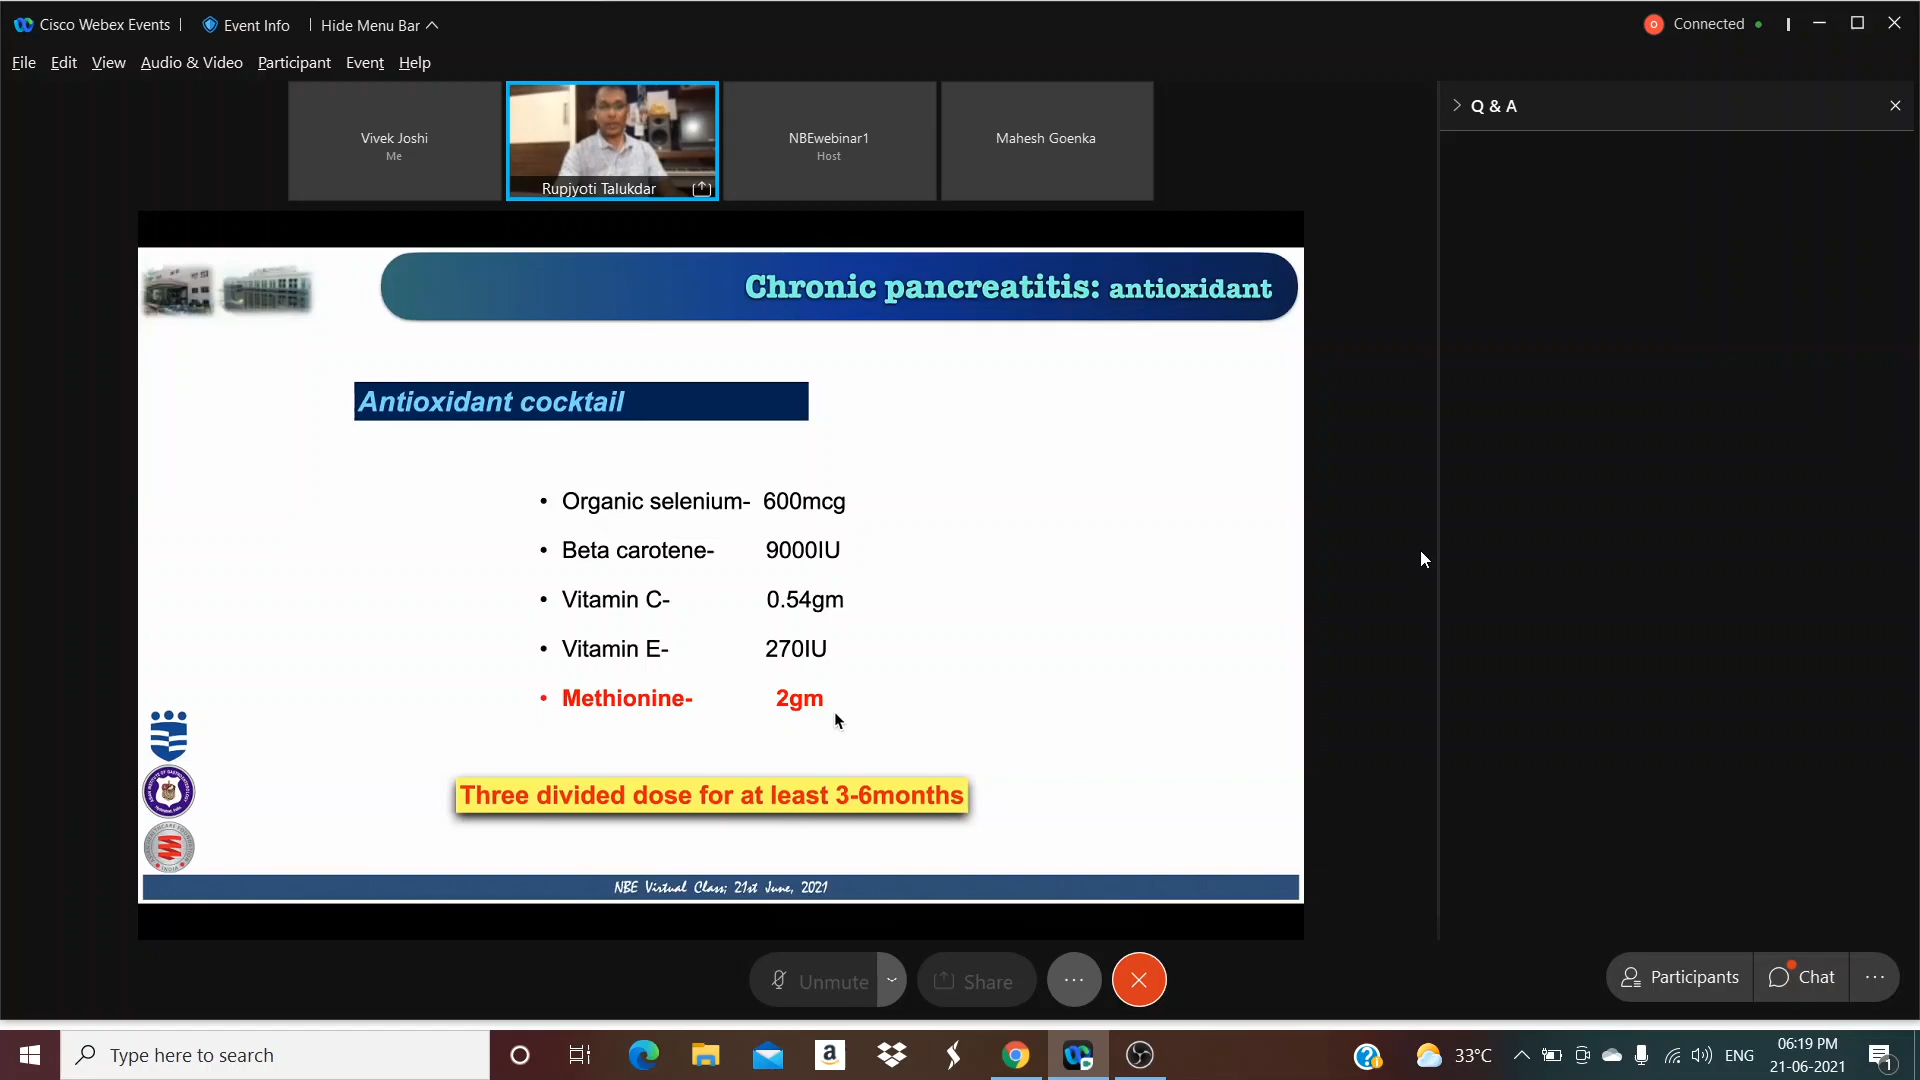 Cisco Webex Events
Event Info
Hide Menu Bar
Connected
File Edit View Audio & Video Participant Event Help
Vivek Joshi
Me
Rupjyoti Talukdar
NBEwebinar1
Host
Mahesh Goenka
Q & A
Chronic pancreatitis: antioxidant
Antioxidant cocktail
• Organic selenium- 600mcg
• Beta carotene- 9000IU
• Vitamin C- 0.54gm
• Vitamin E- 270IU
• Methionine- 2gm
Three divided dose for at least 3-6months
NBE Virtual Class; 21st June, 2021
Unmute
Share
Participants
Chat
Type here to search
33°C
ENG
06:19 PM
21-06-2021
1